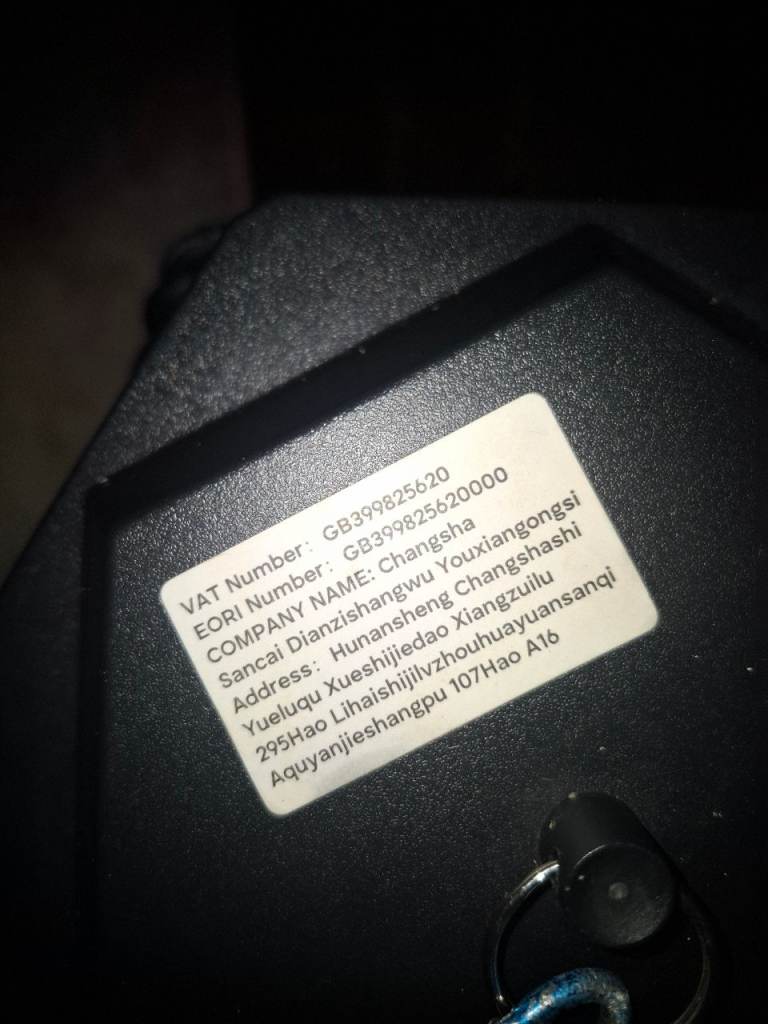 VAT Number: GB399825620
EORI Number: GB399825620000
COMPANY NAME: Changsha
Sancai Dianzishangwu Youxiangongsi
Address: Hunansheng Changshashi
Yueluqu Xueshijiedao Xiangzuilu
295Hao Lihaishijilvzhouhuayuansanqi
Aquyanjieshangpu 107Hao A16